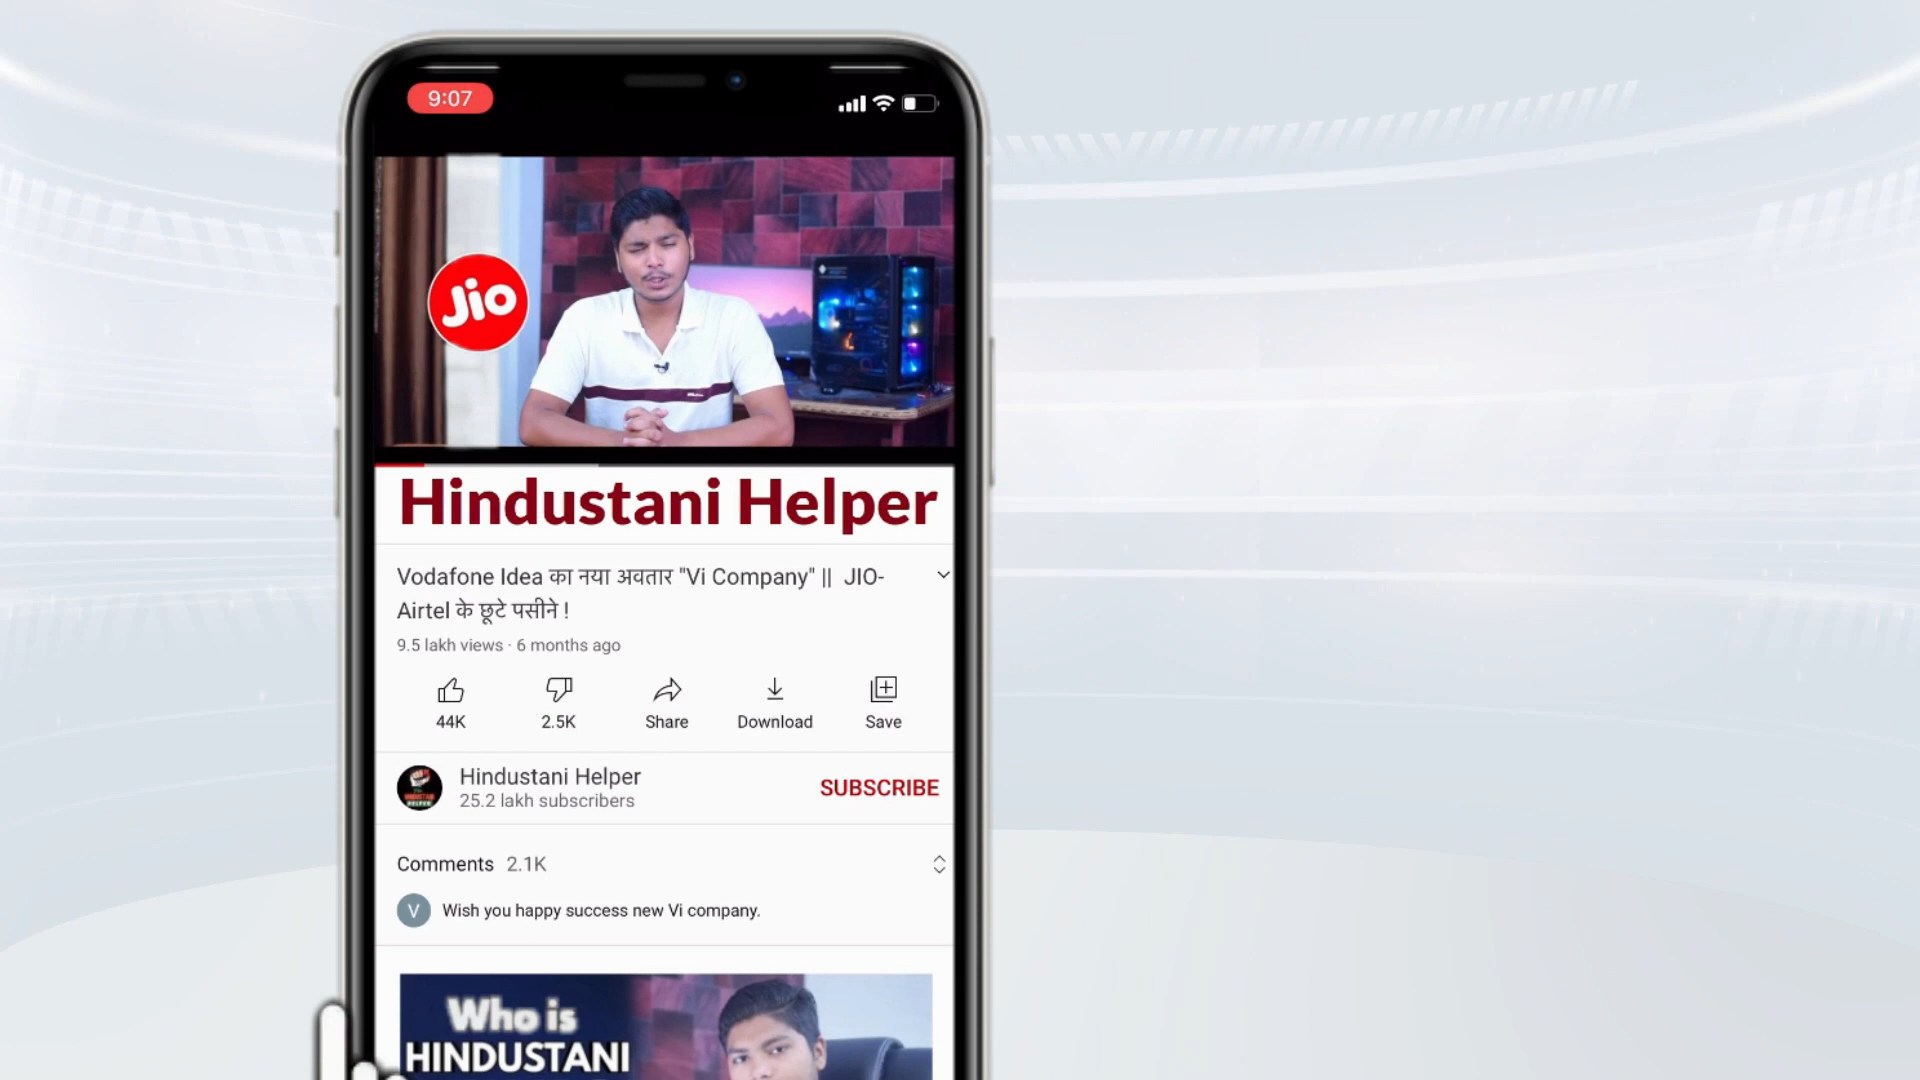 9:07
Jio
Hindustani Helper
Vodafone Idea का नया अवतार "Vi Company" || JIO-
Airtel के छूटे पसीने !
9.5 lakh views · 6 months ago
44K
2.5K
Share
Download
Save
Hindustani Helper
25.2 lakh subscribers
SUBSCRIBE
Comments 2.1K
V
Wish you happy success new Vi company.
Who is
HINDUSTANI